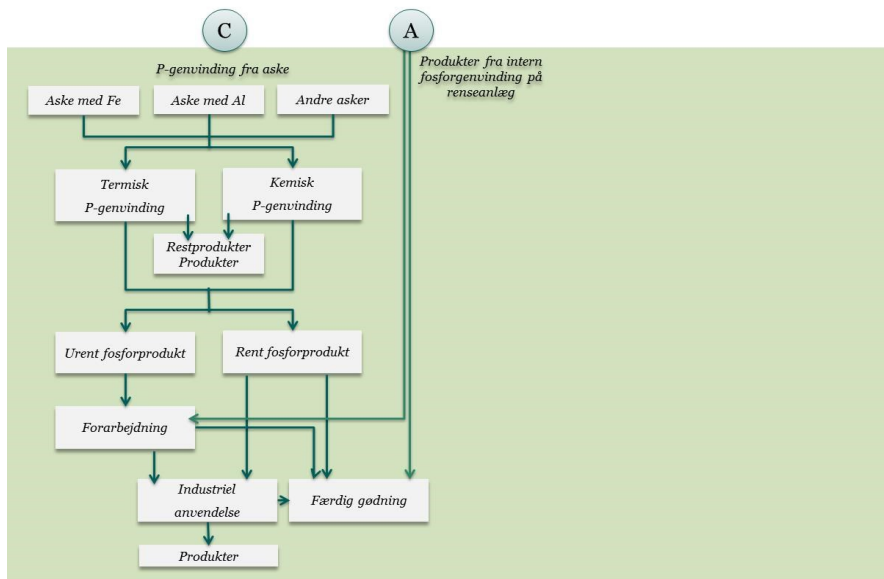 C
A
P-genvinding fra aske
Produkter fra intern
fosforgenvinding på
renseanlæg
Aske med Fe
Aske med Al
Andre asker
Termisk
P-genvinding
Kemisk
P-genvinding
Restprodukter
Produkter
Urent fosforprodukt
Rent fosforprodukt
Forarbejdning
Industriel
anvendelse
Færdig gødning
Produkter